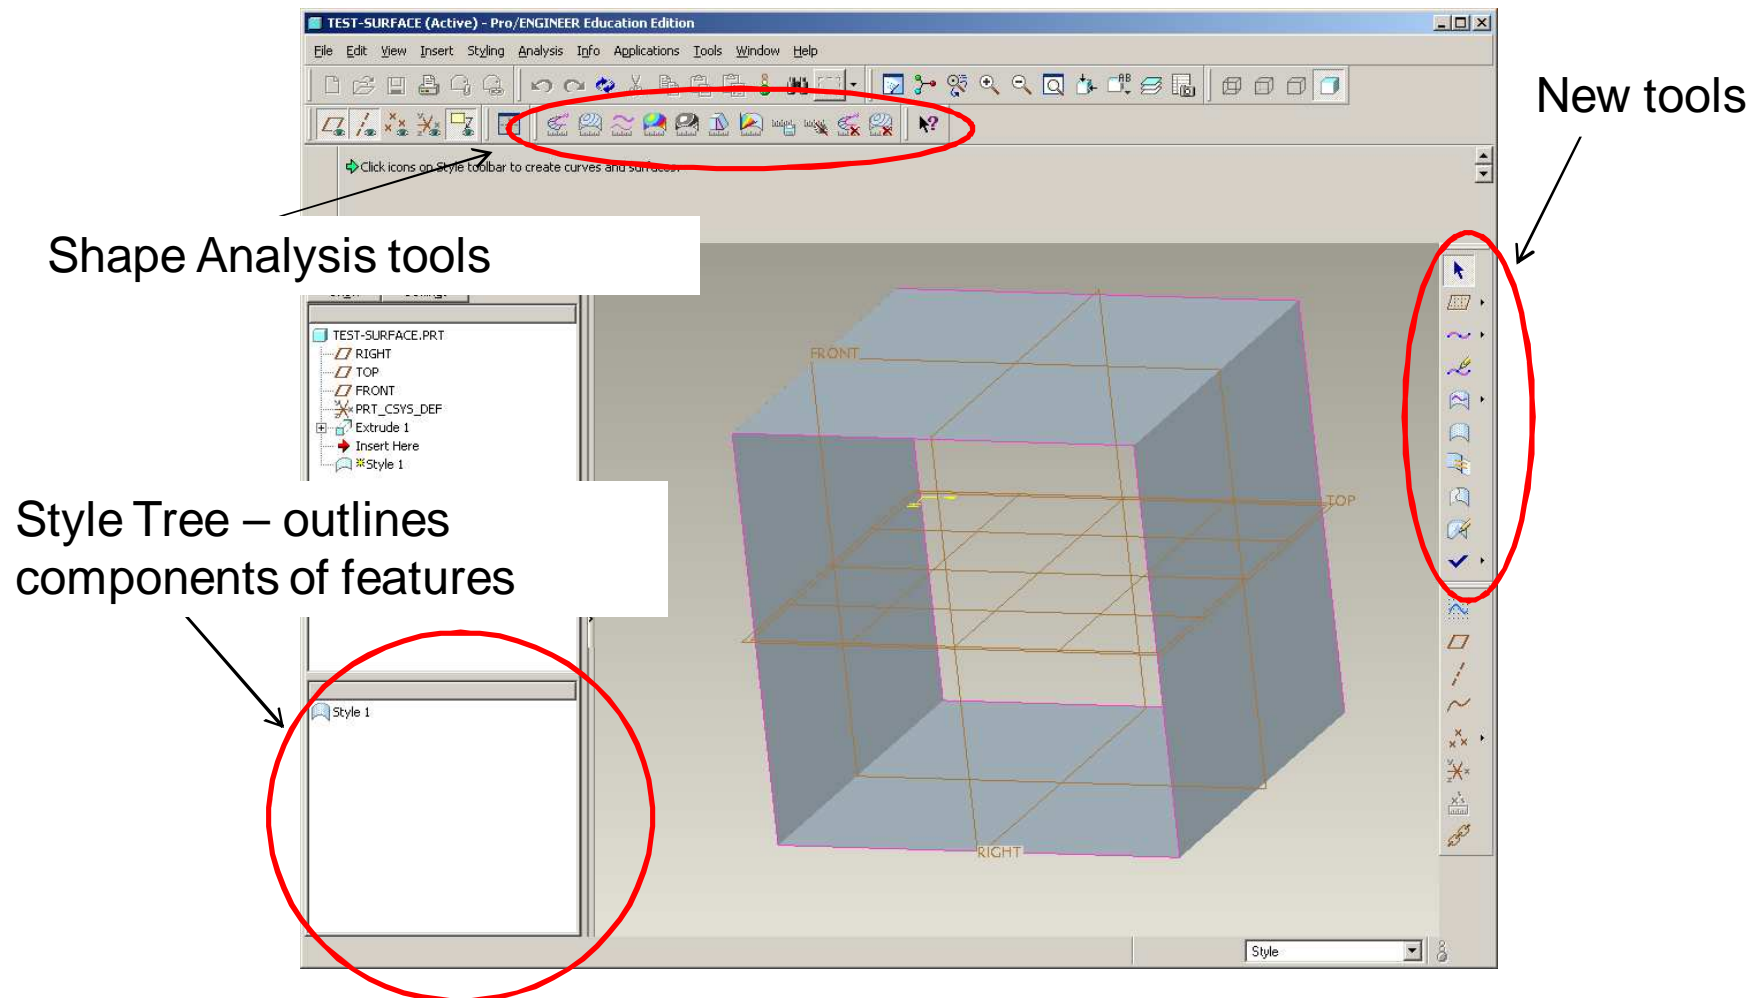 TEST-SURFACE (Active) - Pro/ENGINEER Education Edition
File Edit View Insert Styling Analysis Info Applications Tools Window Help
New tools
Click icons on Style toolbar to create curves and surfaces.
Shape Analysis tools
TEST-SURFACE.PRT
RIGHT
TOP
FRONT
PRT_CSYS_DEF
Extrude 1
Insert Here
Style 1
FRONT
TOP
RIGHT
Style Tree – outlines
components of features
Style 1
Style